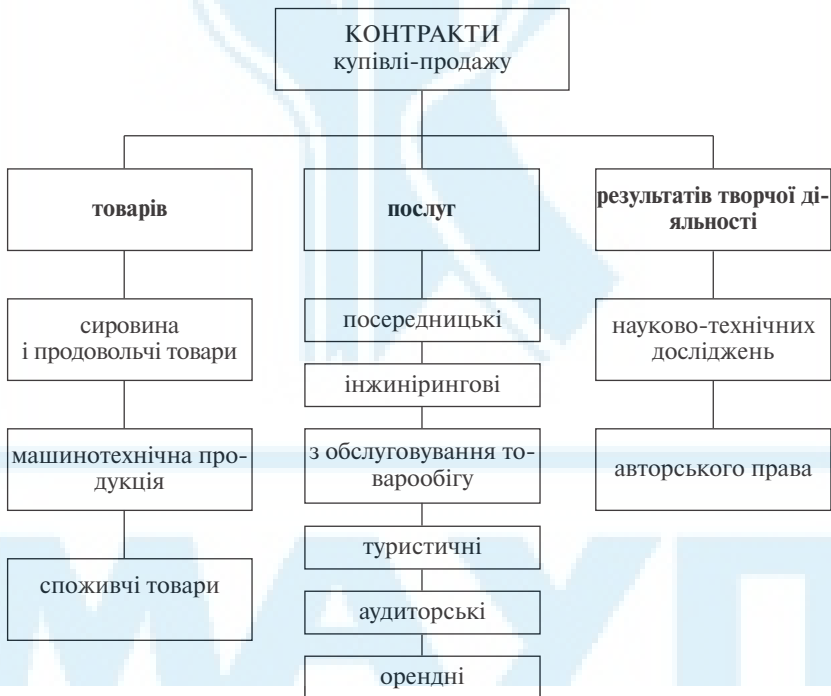 КОНТРАКТИ
купівлі-продажу
товарів
послуг
результатів творчої ді-
яльності
сировина
і продовольчі товари
посередницькі
науково-технічних
досліджень
інжинірингові
машинотехнічна про-
дукція
з обслуговування то-
варообігу
авторського права
туристичні
споживчі товари
аудиторські
орендні
МАУП